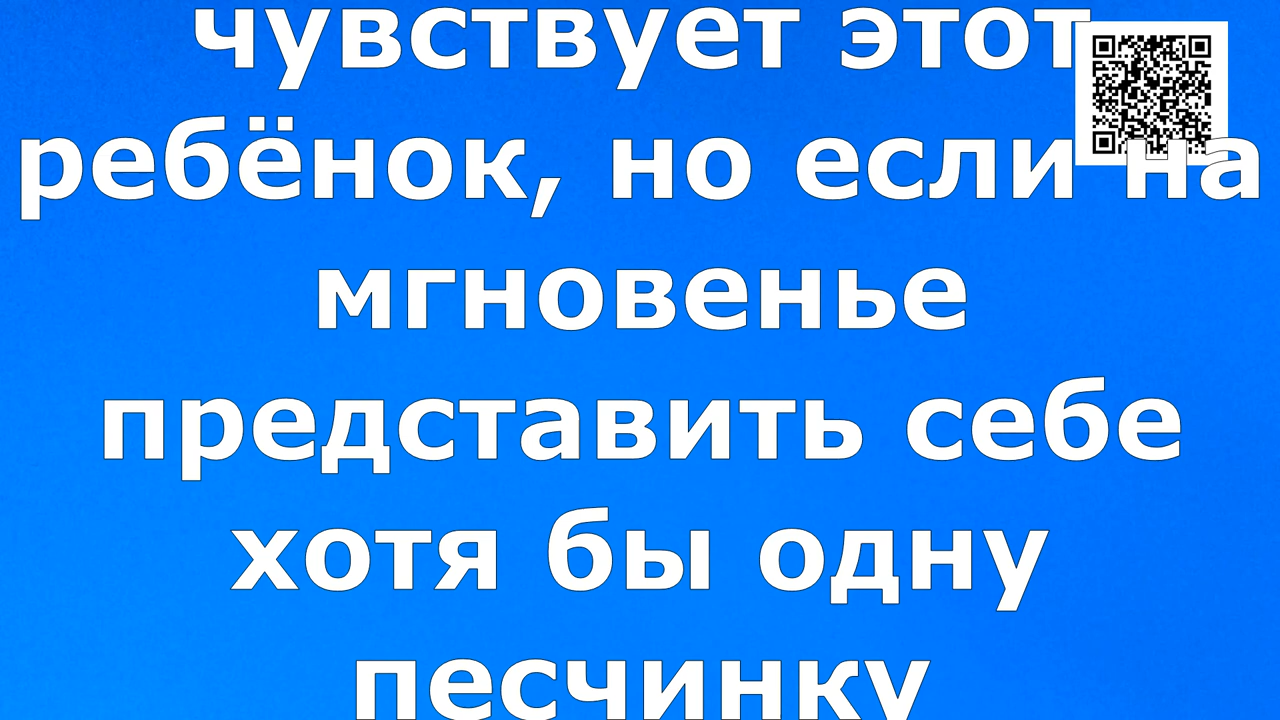 чувствует этот
ребёнок, но если на
мгновенье
представить себе
хотя бы одну
песчинку